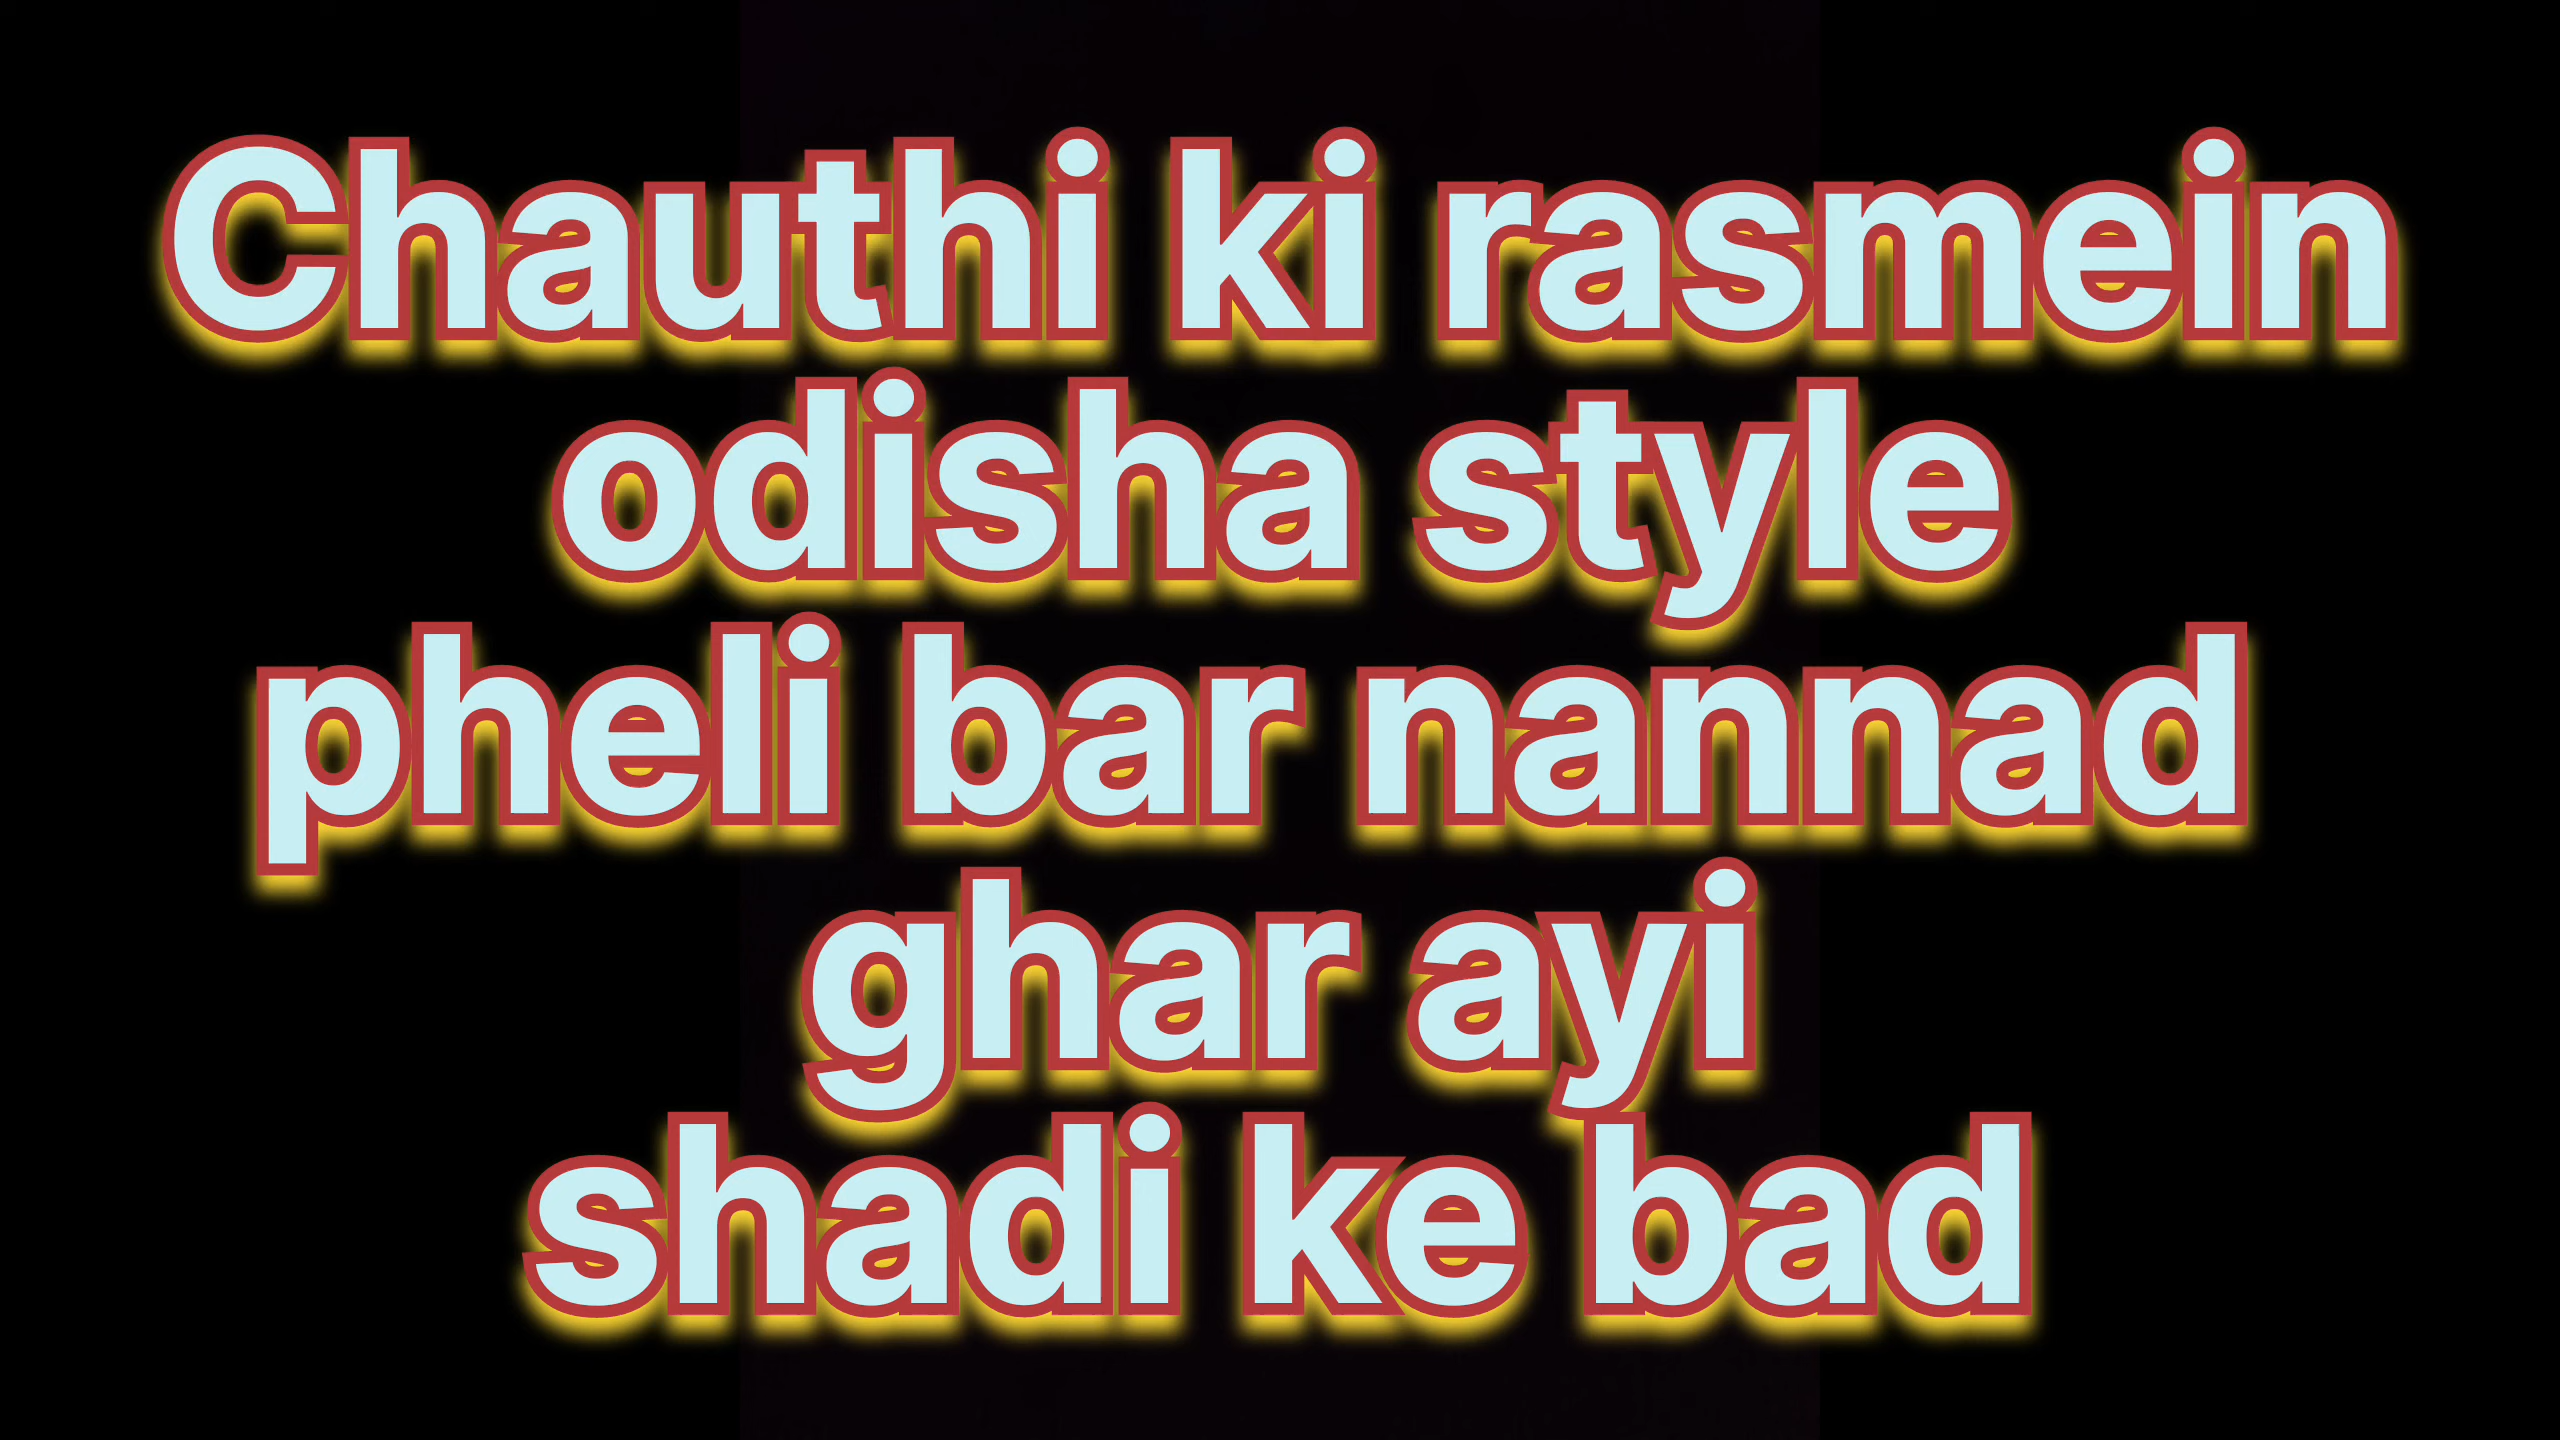 Chauthi ki rasmein
odisha style
pheli bar nannad
ghar ayi
shadi ke bad